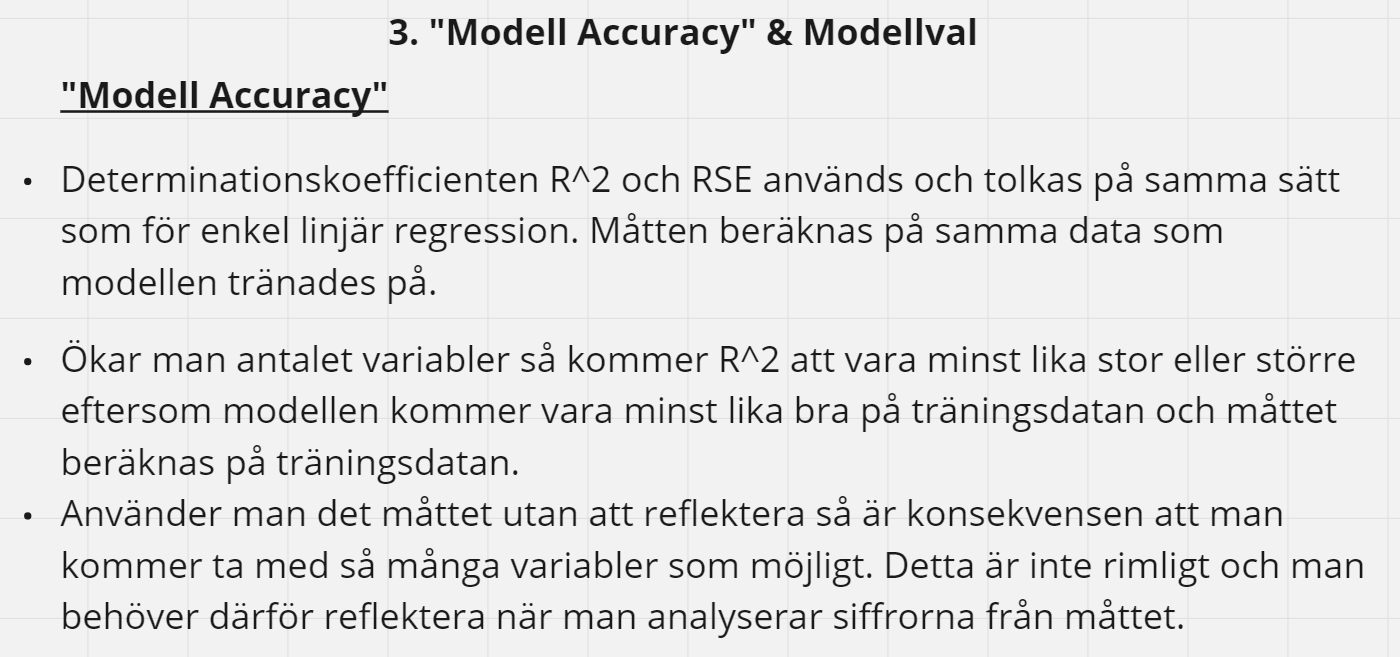 3. "Modell Accuracy" & Modellval
"Modell Accuracy"
• Determinationskoefficienten R^2 och RSE används och tolkas på samma sätt
som för enkel linjär regression. Måtten beräknas på samma data som
modellen tränades på.
• Ökar man antalet variabler så kommer R^2 att vara minst lika stor eller större
eftersom modellen kommer vara minst lika bra på träningsdatan och måttet
beräknas på träningsdatan.
• Använder man det måttet utan att reflektera så är konsekvensen att man
kommer ta med så många variabler som möjligt. Detta är inte rimligt och man
behöver därför reflektera när man analyserar siffrorna från måttet.